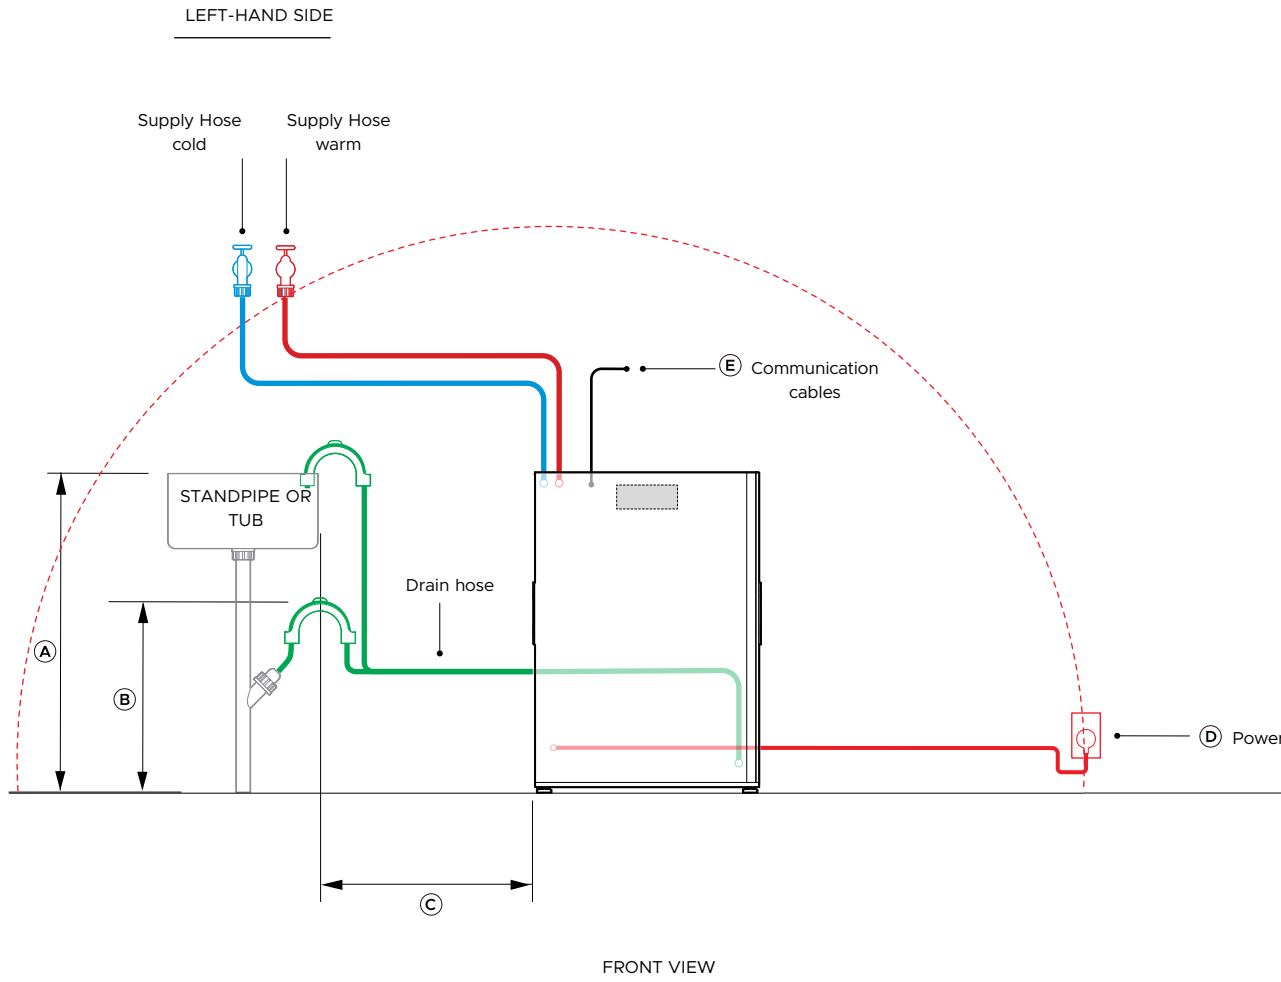 LEFT-HAND SIDE
Supply Hose
cold
Supply Hose
warm
E Communication
cables
STANDPIPE OR
TUB
Drain hose
A
B
D Power
C
FRONT VIEW